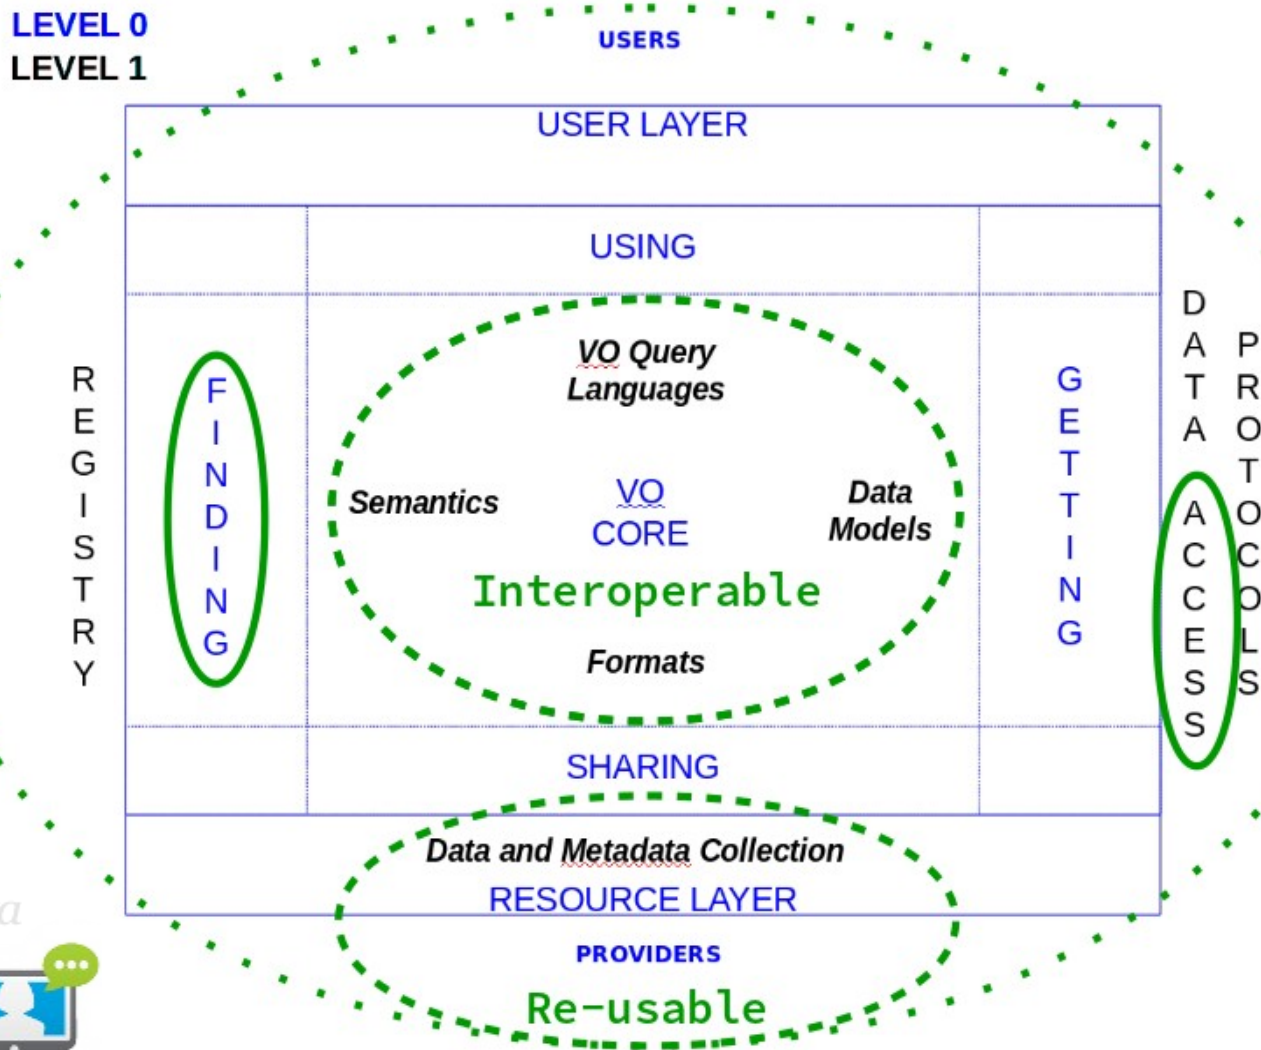 LEVEL 0
LEVEL 1
USERS
USER LAYER
USING
REGISTRY
FINDING
VO Query
Languages
Semantics
VO
CORE
Data
Models
Interoperable
Formats
GETTING
DATA ACCESS
PROTOCOLS
SHARING
Data and Metadata Collection
RESOURCE LAYER
PROVIDERS
Re-usable
a